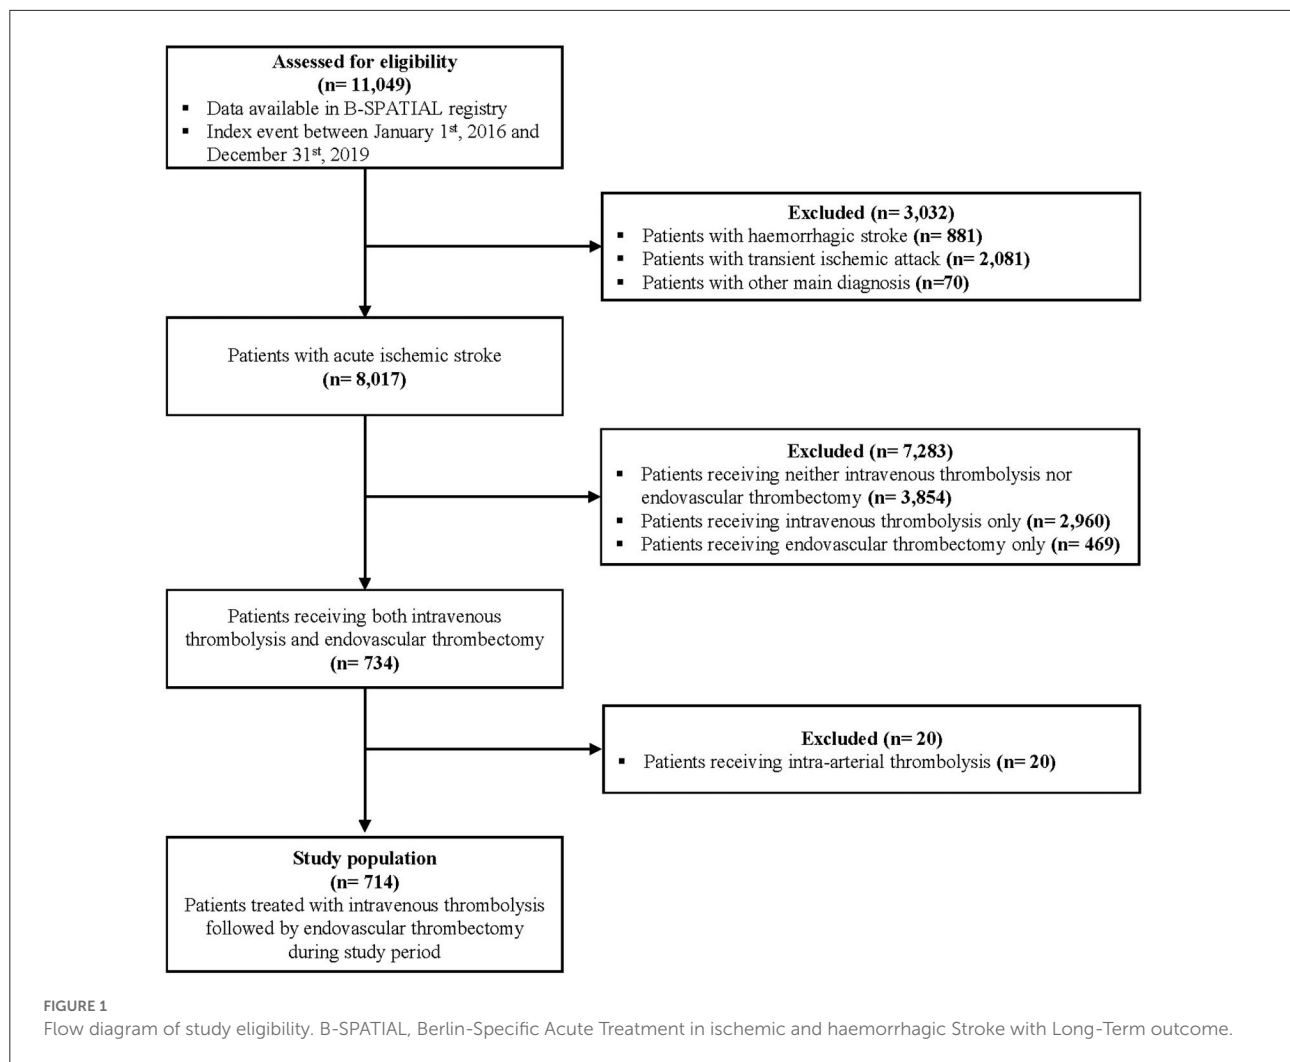 Assessed for eligibility
(n= 11,049)
▪ Data available in B-SPATIAL registry
▪ Index event between January 1st, 2016 and
December 31st, 2019
Excluded (n= 3,032)
▪ Patients with haemorrhagic stroke (n= 881)
▪ Patients with transient ischemic attack (n= 2,081)
▪ Patients with other main diagnosis (n=70)
Patients with acute ischemic stroke
(n= 8,017)
Excluded (n= 7,283)
▪ Patients receiving neither intravenous thrombolysis nor
endovascular thrombectomy (n= 3,854)
▪ Patients receiving intravenous thrombolysis only (n= 2,960)
▪ Patients receiving endovascular thrombectomy only (n= 469)
Patients receiving both intravenous
thrombolysis and endovascular thrombectomy
(n= 734)
Excluded (n= 20)
▪ Patients receiving intra-arterial thrombolysis (n= 20)
Study population
(n= 714)
Patients treated with intravenous thrombolysis
followed by endovascular thrombectomy
during study period
FIGURE 1
Flow diagram of study eligibility. B-SPATIAL, Berlin-Specific Acute Treatment in ischemic and haemorrhagic Stroke with Long-Term outcome.